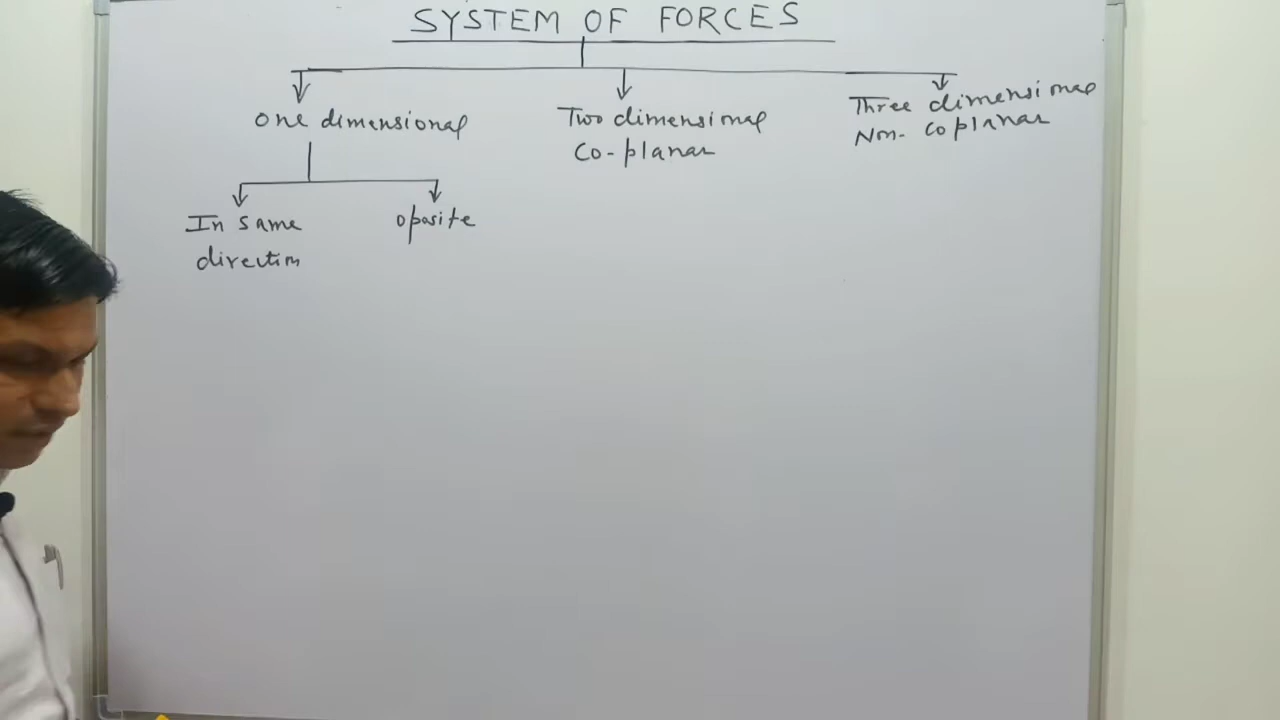 SYSTEM OF FORCES
One dimensional
Two dimensional
Co-planar
Three dimensional
Non-coplanar
In same
direction
oposite